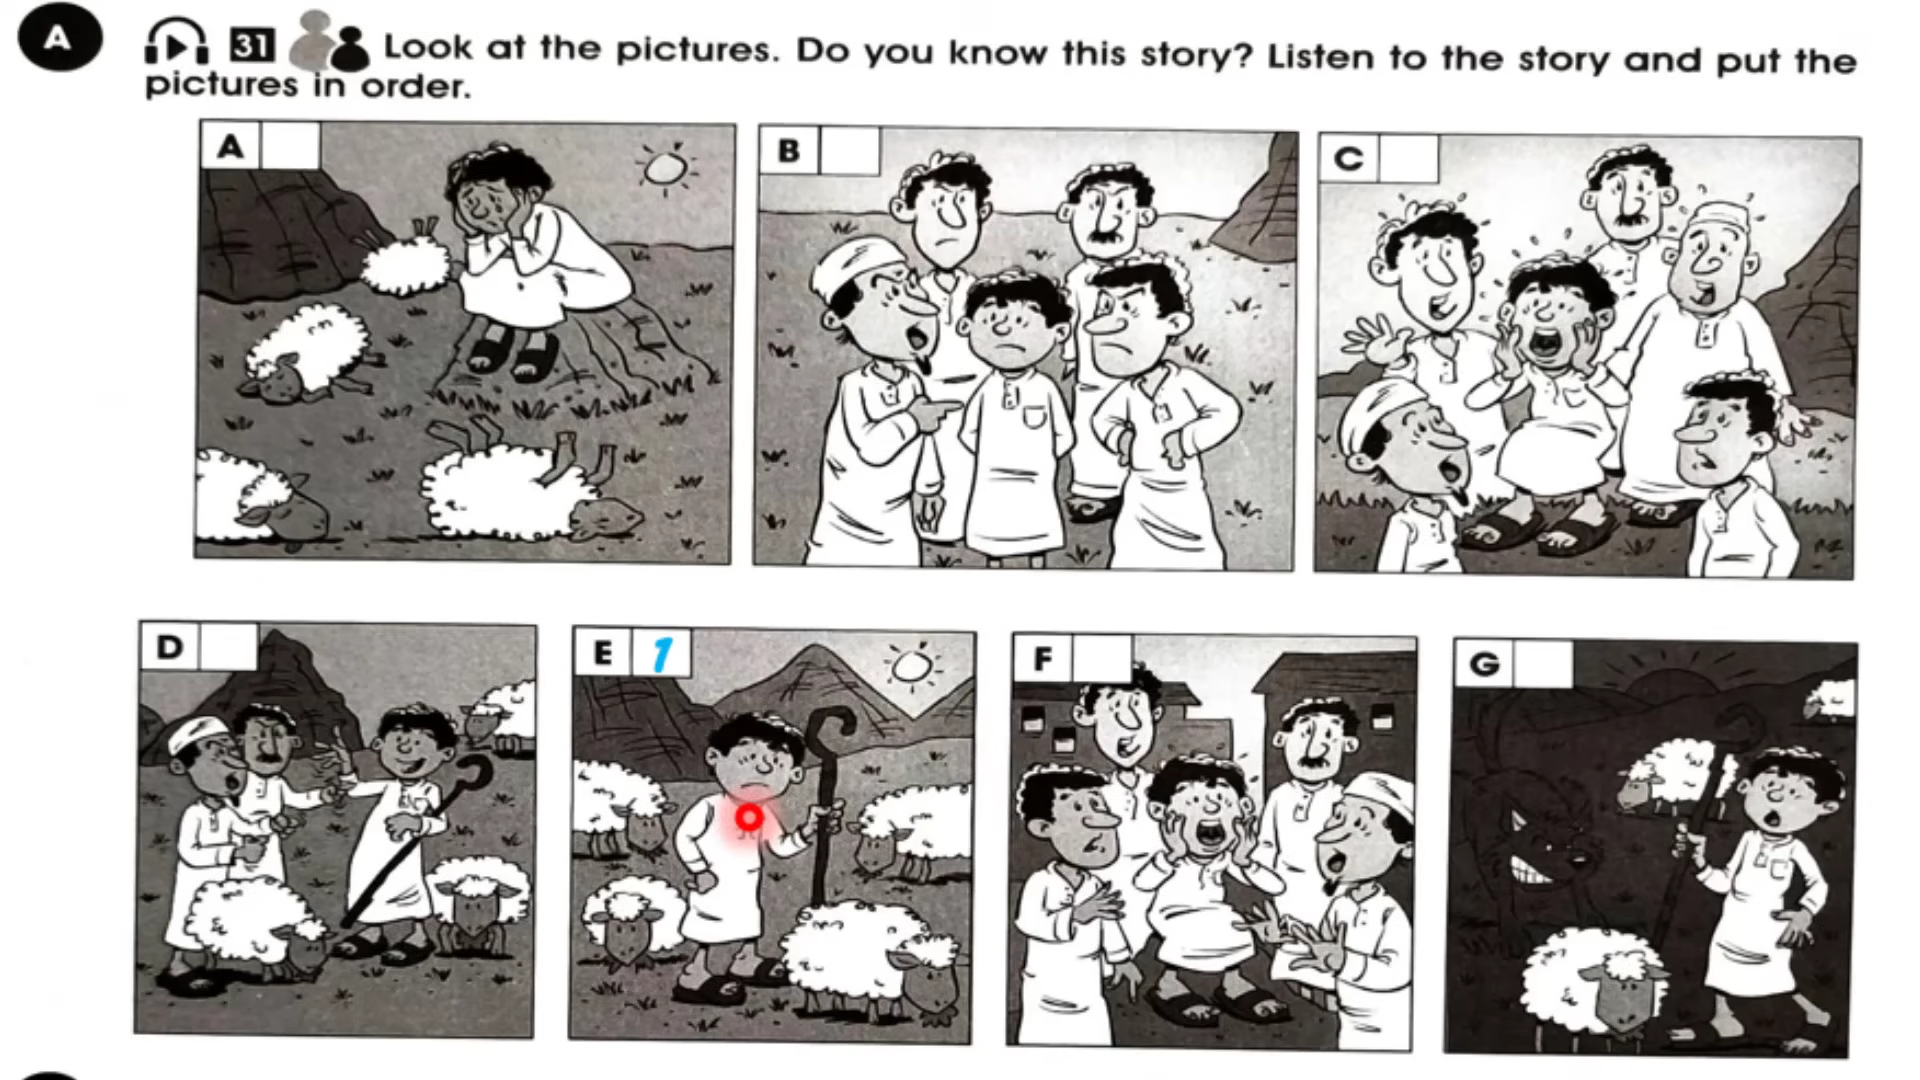 A 31 Look at the pictures. Do you know this story? Listen to the story and put the
pictures in order.
A B C
D E 1 F G